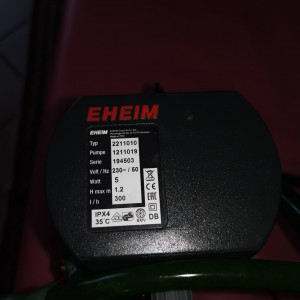 EHEIM
EHEIM
Typ 2211010
Pumpe 1211019
Serie 194503
Volt / Hz 230~ / 50
Watt 5
H max m 1.2
l / h 300
IPX4
35 C
DB